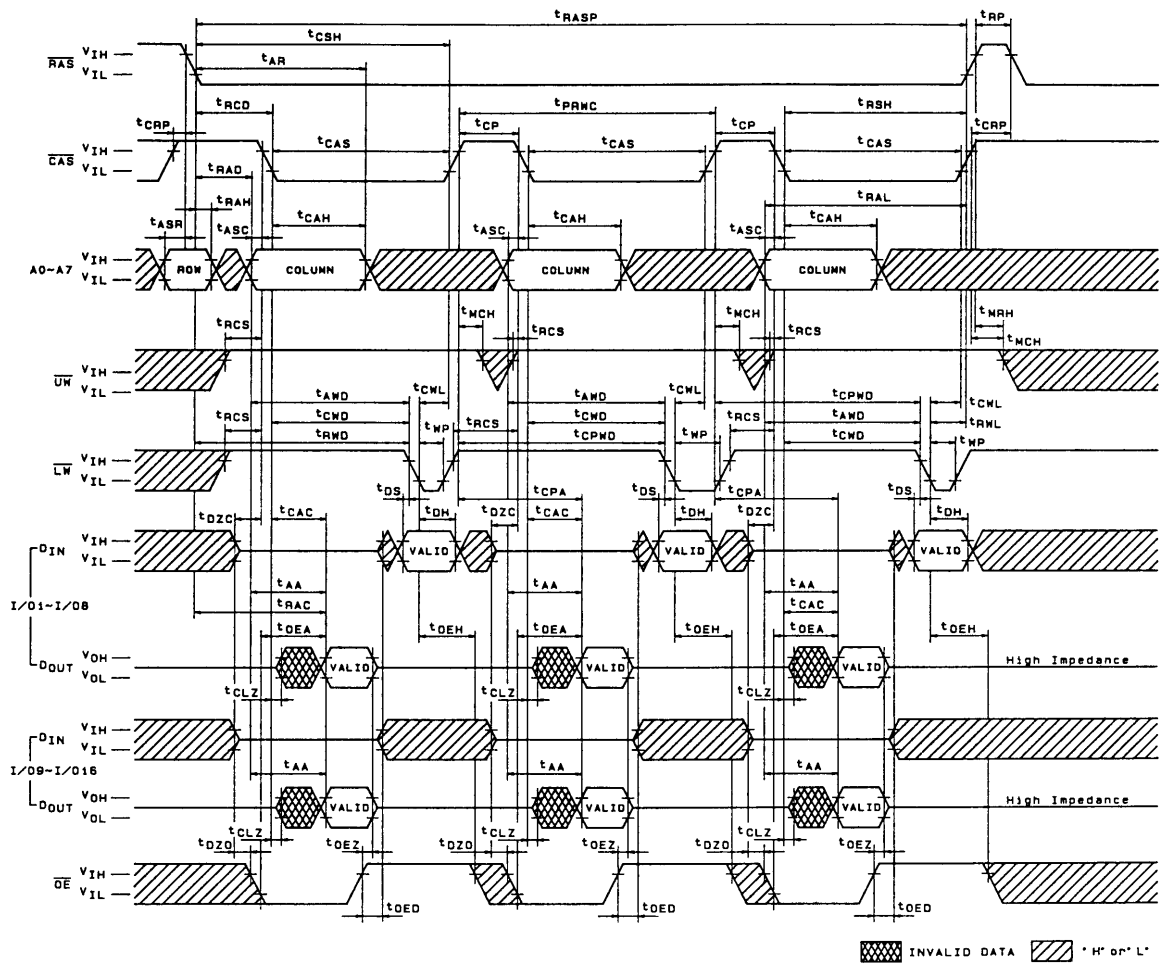 tRASP tRP
tCSH
tAR
RAS VIH
VIL
tRCD tPRWC tRSH
tCRP tCP tCP tCRP
CAS VIH
VIL
tCAS tCAS tCAS
tRAD tRAL
tRAH tCAH tCAH tCAH
tASR tASC tASC tASC
A0~A7 VIH
VIL
ROW COLUMN COLUMN COLUMN
tRCS tMCH tRCS tMCH tRCS tMRH
tMCH
UW VIH
VIL
tAWD tCWL tAWD tCWL tCPWD tCWL
tRCS tCWD tRCS tCWD tRCS tAWD tRWL
tRWD tWP tCPWD tWP tCWD tWP
LW VIH
VIL
tDS tCPA tDS tCPA tDS
tDZC tCAC tDH tDZC tCAC tDH tDZC tDH
DIN VIH
VIL
VALID VALID VALID
I/O1~I/O8
tAA tAA tAA
tRAC tCAC
tOEA tOEH tOEA tOEH tOEA tOEH
DOUT VOH
VOL
VALID VALID VALID High Impedance
tCLZ tCLZ tCLZ
DIN VIH
VIL
I/O9~I/O16
tAA tAA tAA
DOUT VOH
VOL
VALID VALID VALID High Impedance
tCLZ tCLZ tCLZ
tDZO tOEZ tDZO tOEZ tDZO tOEZ
OE VIH
VIL
tOED tOED tOED
INVALID DATA "H" or "L"